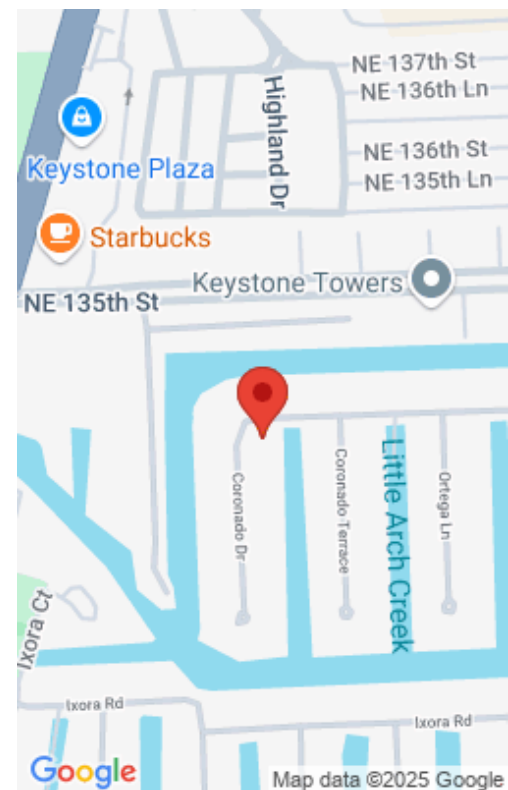 NE 137th St
NE 136th Ln
Highland Dr
Keystone Plaza
NE 136th St
NE 135th Ln
Starbucks
Keystone Towers
NE 135th St
Coronado Dr
Coronado Terrace
Little Arch Creek
Ortega Ln
Ixora Ct
Ixora Rd
Ixora Rd
Google
Map data ©2025 Google